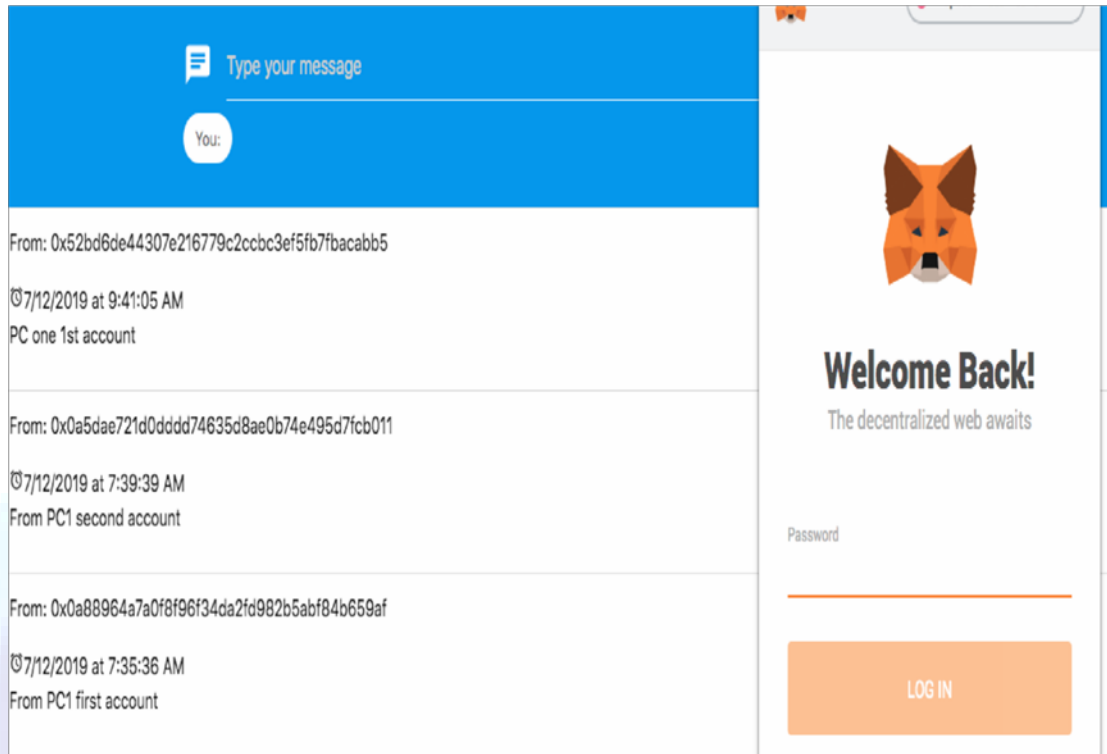 Type your message
You:
From: 0x52bd6de44307e216779c2ccbc3ef5fb7fbacabb5
7/12/2019 at 9:41:05 AM
PC one 1st account
From: 0x0a5dae721d0dddd74635d8ae0b74e495d7fcb011
7/12/2019 at 7:39:39 AM
From PC1 second account
From: 0x0a88964a7a0f8f96f34da2fd982b5abf84b659af
7/12/2019 at 7:35:36 AM
From PC1 first account
Welcome Back!
The decentralized web awaits
Password
LOG IN